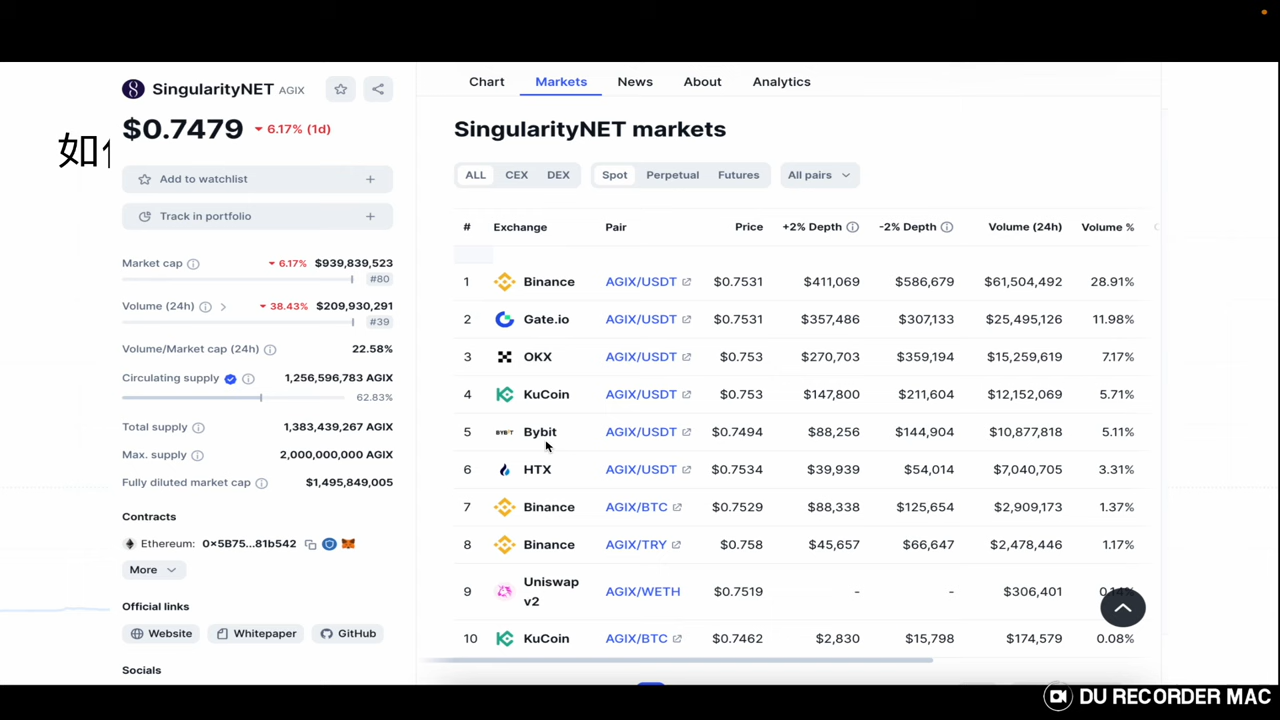 如
SingularityNET AGIX
$0.7479 6.17% (1d)
Add to watchlist
Track in portfolio
Market cap 6.17% $939,839,523
#80
Volume (24h) 38.43% $209,930,291
#39
Volume/Market cap (24h) 22.58%
Circulating supply 1,256,596,783 AGIX
62.83%
Total supply 1,383,439,267 AGIX
Max. supply 2,000,000,000 AGIX
Fully diluted market cap $1,495,849,005
Contracts
Ethereum: 0x5B75...81b542
More
Official links
Website Whitepaper GitHub
Socials
Chart Markets News About Analytics
SingularityNET markets
ALL CEX DEX Spot Perpetual Futures All pairs
# Exchange Pair Price +2% Depth -2% Depth Volume (24h) Volume %
1 Binance AGIX/USDT $0.7531 $411,069 $586,679 $61,504,492 28.91%
2 Gate.io AGIX/USDT $0.7531 $357,486 $307,133 $25,495,126 11.98%
3 OKX AGIX/USDT $0.753 $270,703 $359,194 $15,259,619 7.17%
4 KuCoin AGIX/USDT $0.753 $147,800 $211,604 $12,152,069 5.71%
5 Bybit AGIX/USDT $0.7494 $88,256 $144,904 $10,877,818 5.11%
6 HTX AGIX/USDT $0.7534 $39,939 $54,014 $7,040,705 3.31%
7 Binance AGIX/BTC $0.7529 $88,338 $125,654 $2,909,173 1.37%
8 Binance AGIX/TRY $0.758 $45,657 $66,647 $2,478,446 1.17%
9 Uniswap v2 AGIX/WETH $0.7519 - - $306,401
10 KuCoin AGIX/BTC $0.7462 $2,830 $15,798 $174,579 0.08%
DU RECORDER MAC